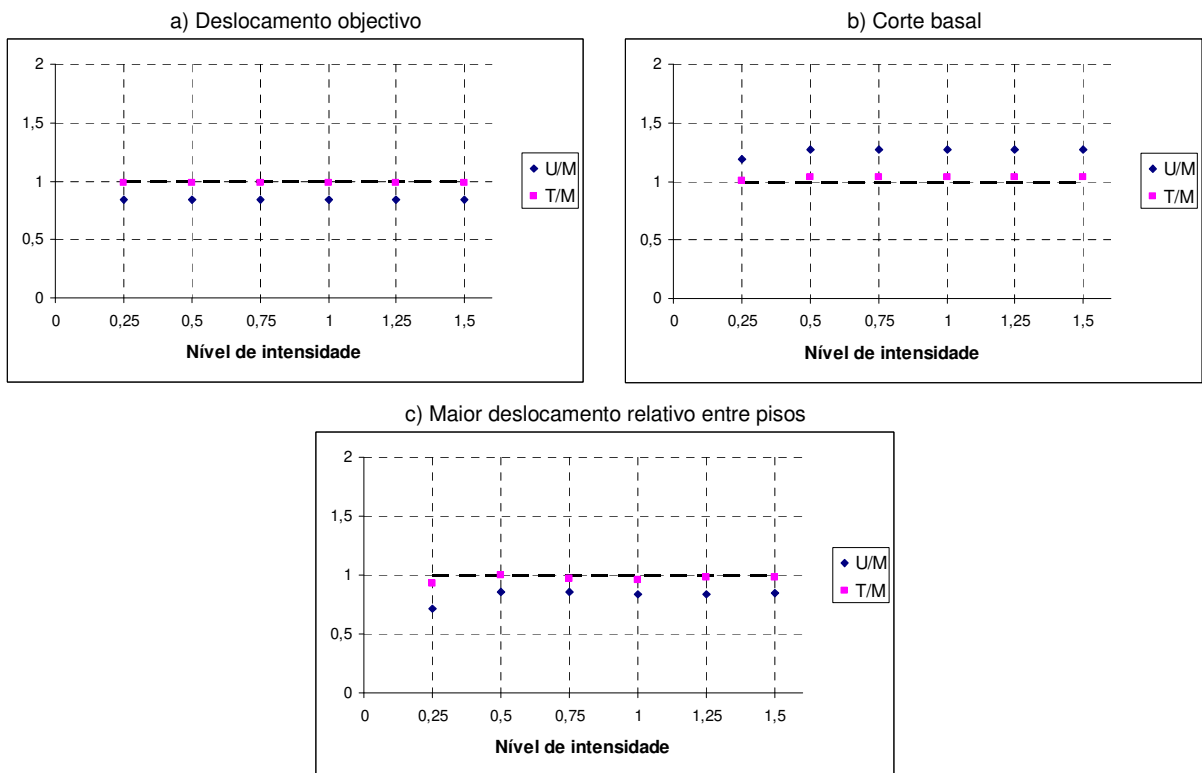 a) Deslocamento objectivo
2
1,5
1
0,5
0
0 0,25 0,5 0,75 1 1,25 1,5
Nível de intensidade
U/M
T/M
b) Corte basal
2
1,5
1
0,5
0
0 0,25 0,5 0,75 1 1,25 1,5
Nível de intensidade
U/M
T/M
c) Maior deslocamento relativo entre pisos
2
1,5
1
0,5
0
0 0,25 0,5 0,75 1 1,25 1,5
Nível de intensidade
U/M
T/M